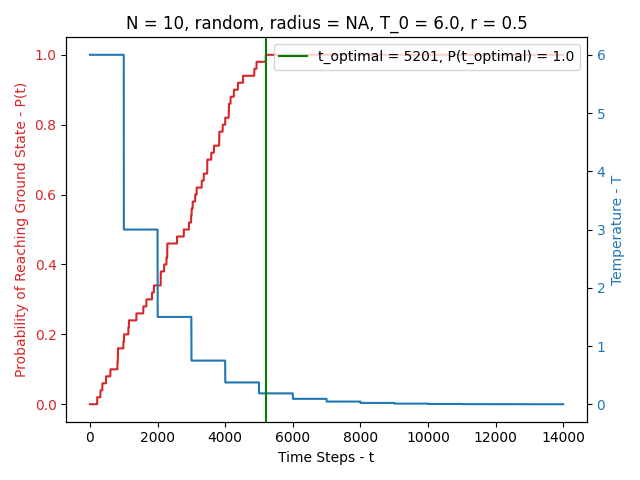 N = 10, random, radius = NA, T_0 = 6.0, r = 0.5
t_optimal = 5201, P(t_optimal) = 1.0
Probability of Reaching Ground State - P(t)
1.0
0.8
0.6
0.4
0.2
0.0
6
5
4
3
2
1
0
Temperature - T
0 2000 4000 6000 8000 10000 12000 14000
Time Steps - t